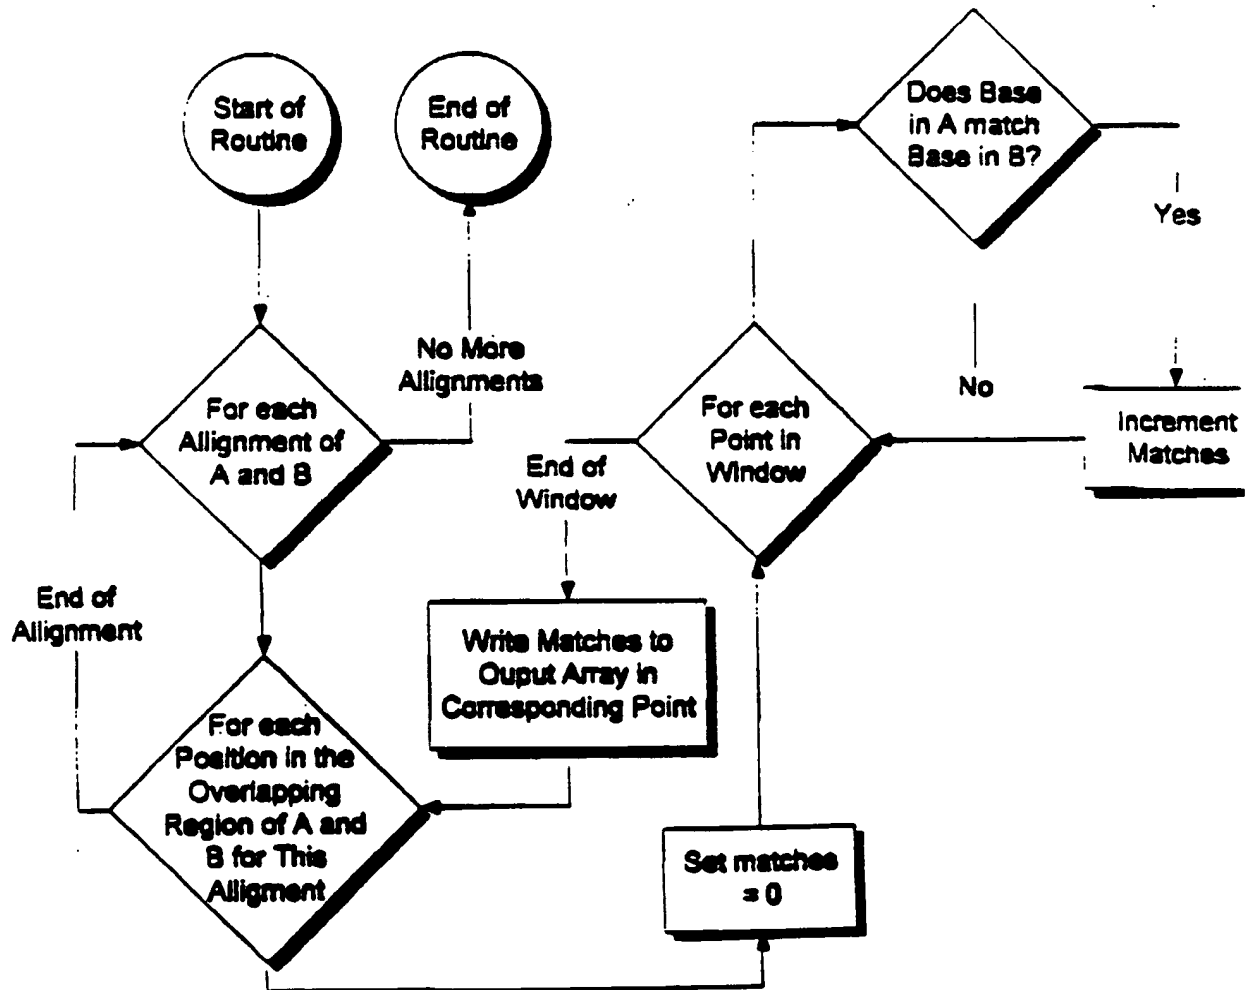 Start of
Routine
End of
Routine
Does Base
in A match
Base in B?
Yes
No More
Allignments
No
For each
Allignment of
A and B
For each
Point in
Window
Increment
Matches
End of
Window
End of
Allignment
Write Matches to
Ouput Array in
Corresponding Point
For each
Position in the
Overlapping
Region of A and
B for This
Alligment
Set matches
= 0